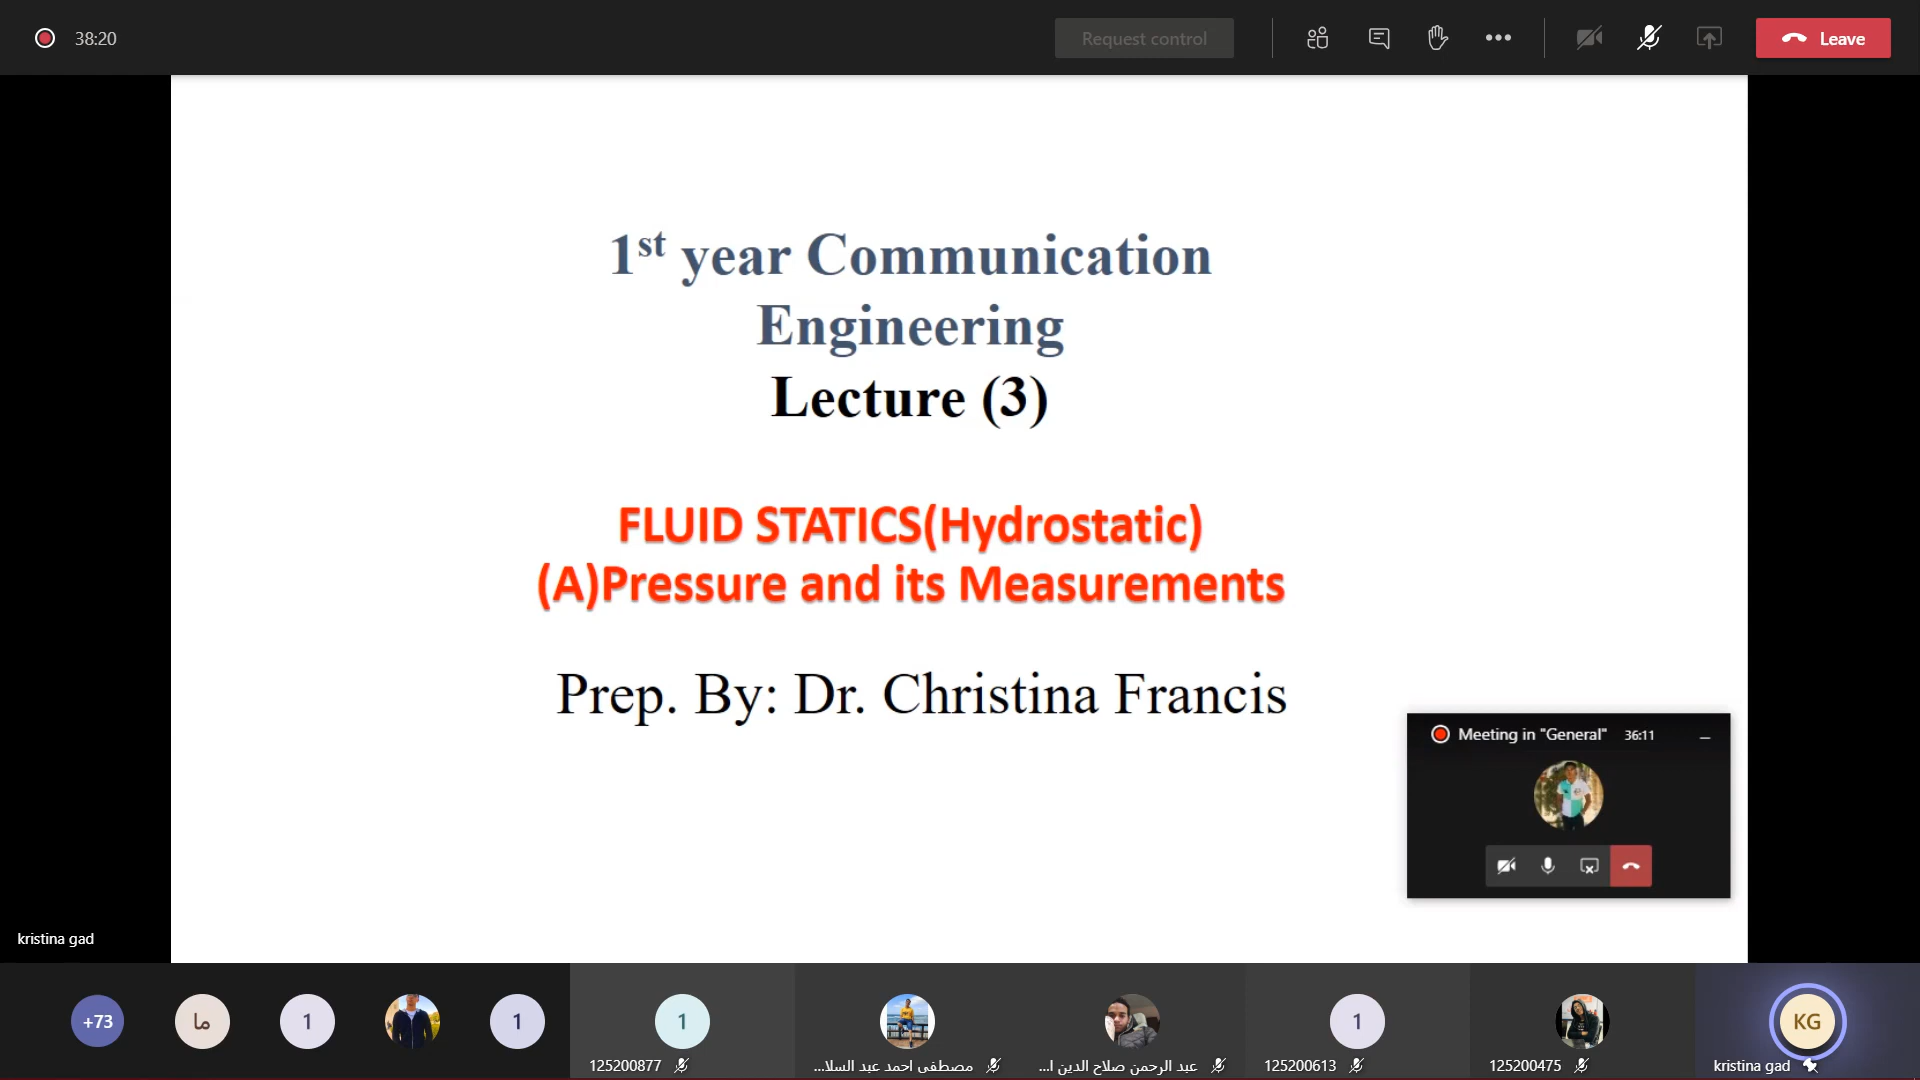 38:20
Request control
Leave
1st year Communication
Engineering
Lecture (3)
FLUID STATICS(Hydrostatic)
(A)Pressure and its Measurements
Prep. By: Dr. Christina Francis
Meeting in "General" 36:11
kristina gad
+73
ما
1
1
1
125200877
مصطفى احمد عبد السلا...
عبد الرحمن صلاح الدين ا...
1
125200613
125200475
KG
kristina gad